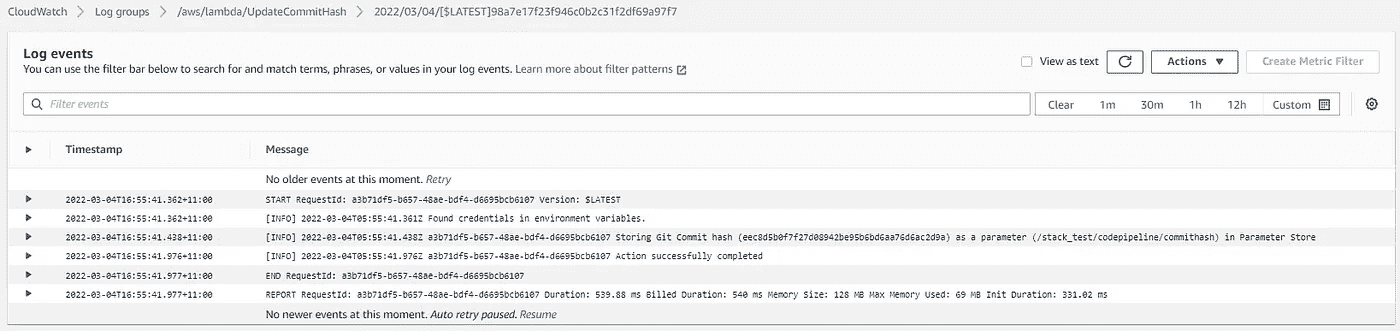 CloudWatch > Log groups > /aws/lambda/UpdateCommitHash > 2022/03/04/[$LATEST]98a7e17f23f946c0b2c31f2df69a97f7
Log events
You can use the filter bar below to search for and match terms, phrases, or values in your log events. Learn more about filter patterns
View as text
Actions
Create Metric Filter
Filter events
Clear 1m 30m 1h 12h Custom
Timestamp Message
No older events at this moment. Retry
2022-03-04T16:55:41.362+11:00 START RequestId: a3b71df5-b657-48ae-bdf4-d6695bcb6107 Version: $LATEST
2022-03-04T16:55:41.362+11:00 [INFO] 2022-03-04T05:55:41.361Z Found credentials in environment variables.
2022-03-04T16:55:41.438+11:00 [INFO] 2022-03-04T05:55:41.438Z a3b71df5-b657-48ae-bdf4-d6695bcb6107 Storing Git Commit hash (eec8d5b0f7f27d08942be95b6bd6aa76d6ac2d9a) as a parameter (/stack_test/codepipeline/commithash) in Parameter Store
2022-03-04T16:55:41.976+11:00 [INFO] 2022-03-04T05:55:41.976Z a3b71df5-b657-48ae-bdf4-d6695bcb6107 Action successfully completed
2022-03-04T16:55:41.977+11:00 END RequestId: a3b71df5-b657-48ae-bdf4-d6695bcb6107
2022-03-04T16:55:41.977+11:00 REPORT RequestId: a3b71df5-b657-48ae-bdf4-d6695bcb6107 Duration: 539.88 ms Billed Duration: 540 ms Memory Size: 128 MB Max Memory Used: 69 MB Init Duration: 331.02 ms
No newer events at this moment. Auto retry paused. Resume